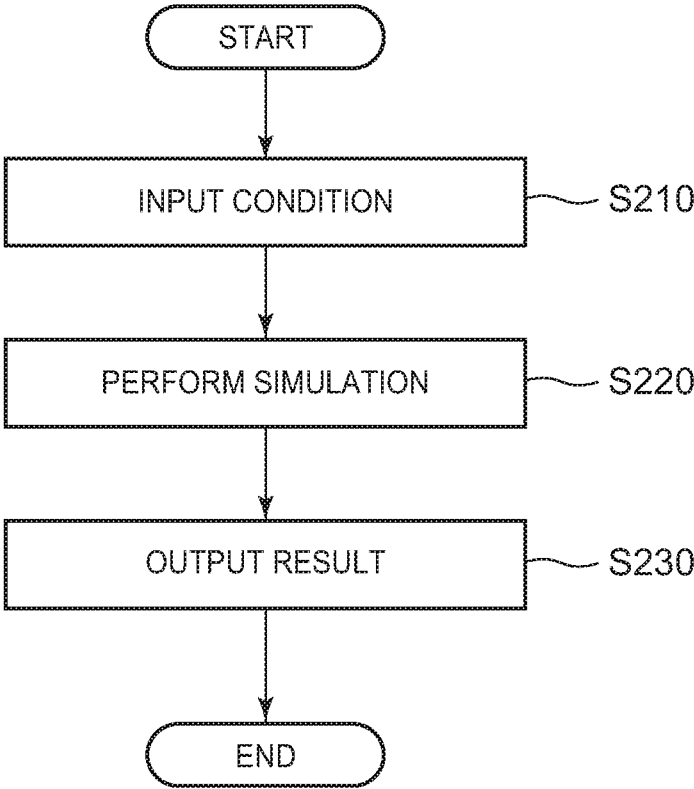 START
INPUT CONDITION
S210
PERFORM SIMULATION
S220
OUTPUT RESULT
S230
END